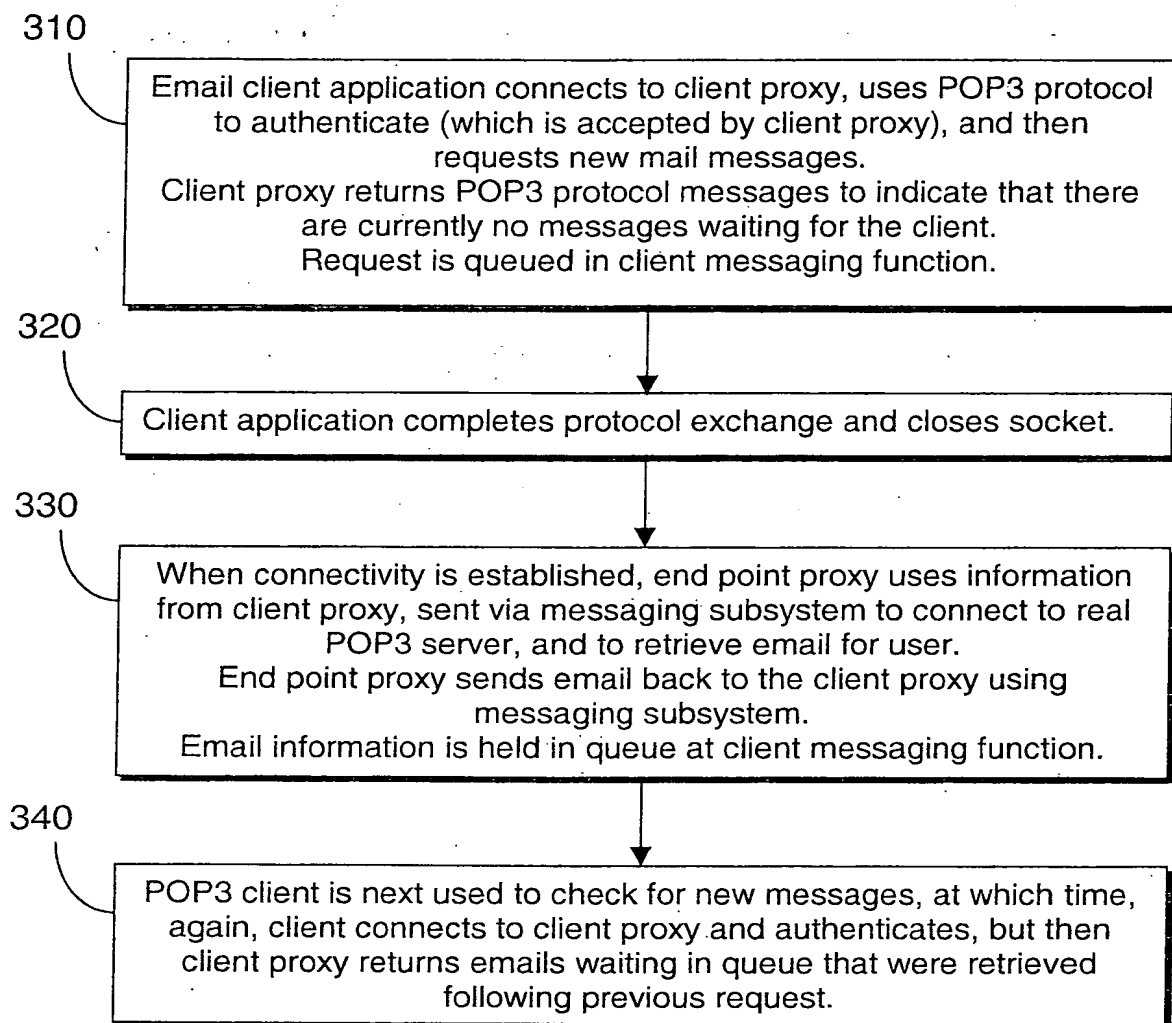 310
Email client application connects to client proxy, uses POP3 protocol
to authenticate (which is accepted by client proxy), and then
requests new mail messages.
Client proxy returns POP3 protocol messages to indicate that there
are currently no messages waiting for the client.
Request is queued in client messaging function.
320
Client application completes protocol exchange and closes socket.
330
When connectivity is established, end point proxy uses information
from client proxy, sent via messaging subsystem to connect to real
POP3 server, and to retrieve email for user.
End point proxy sends email back to the client proxy using
messaging subsystem.
Email information is held in queue at client messaging function.
340
POP3 client is next used to check for new messages, at which time,
again, client connects to client proxy and authenticates, but then
client proxy returns emails waiting in queue that were retrieved
following previous request.